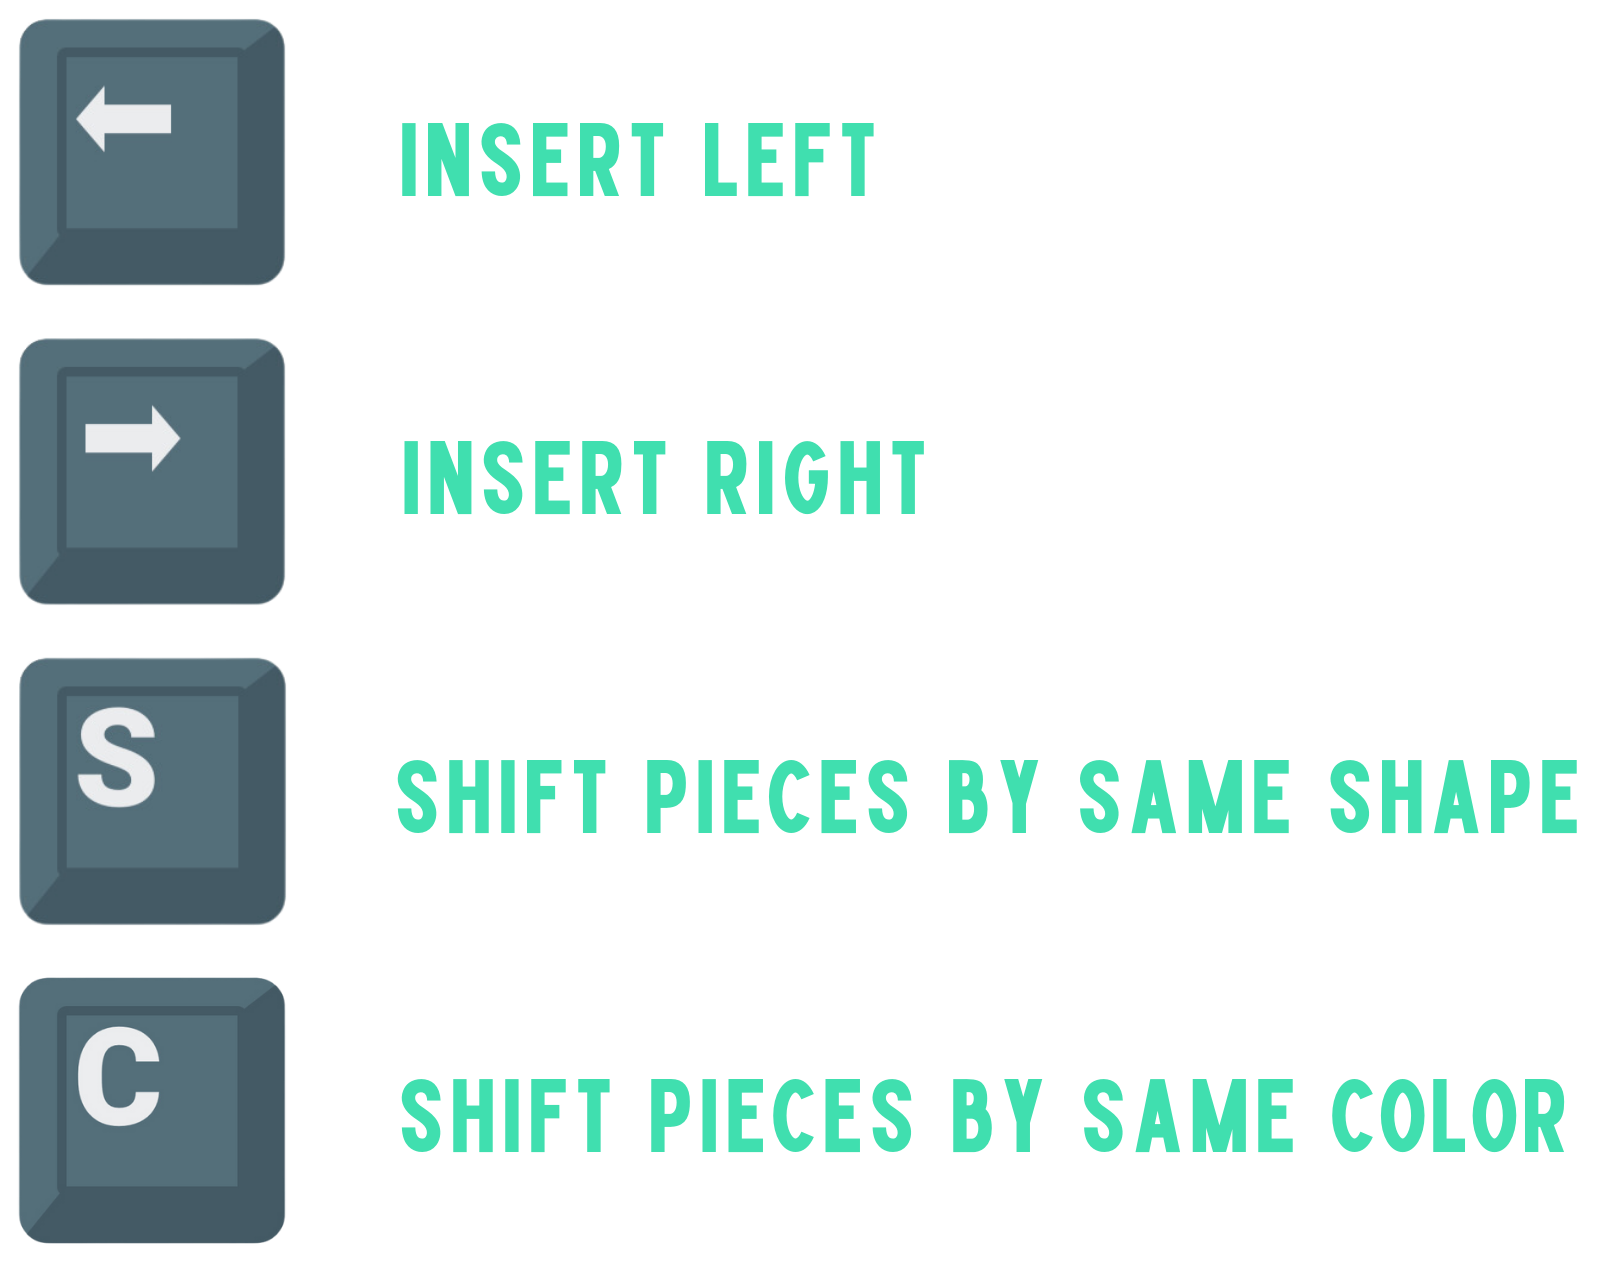 ← INSERT LEFT
→ INSERT RIGHT
S SHIFT PIECES BY SAME SHAPE
C SHIFT PIECES BY SAME COLOR